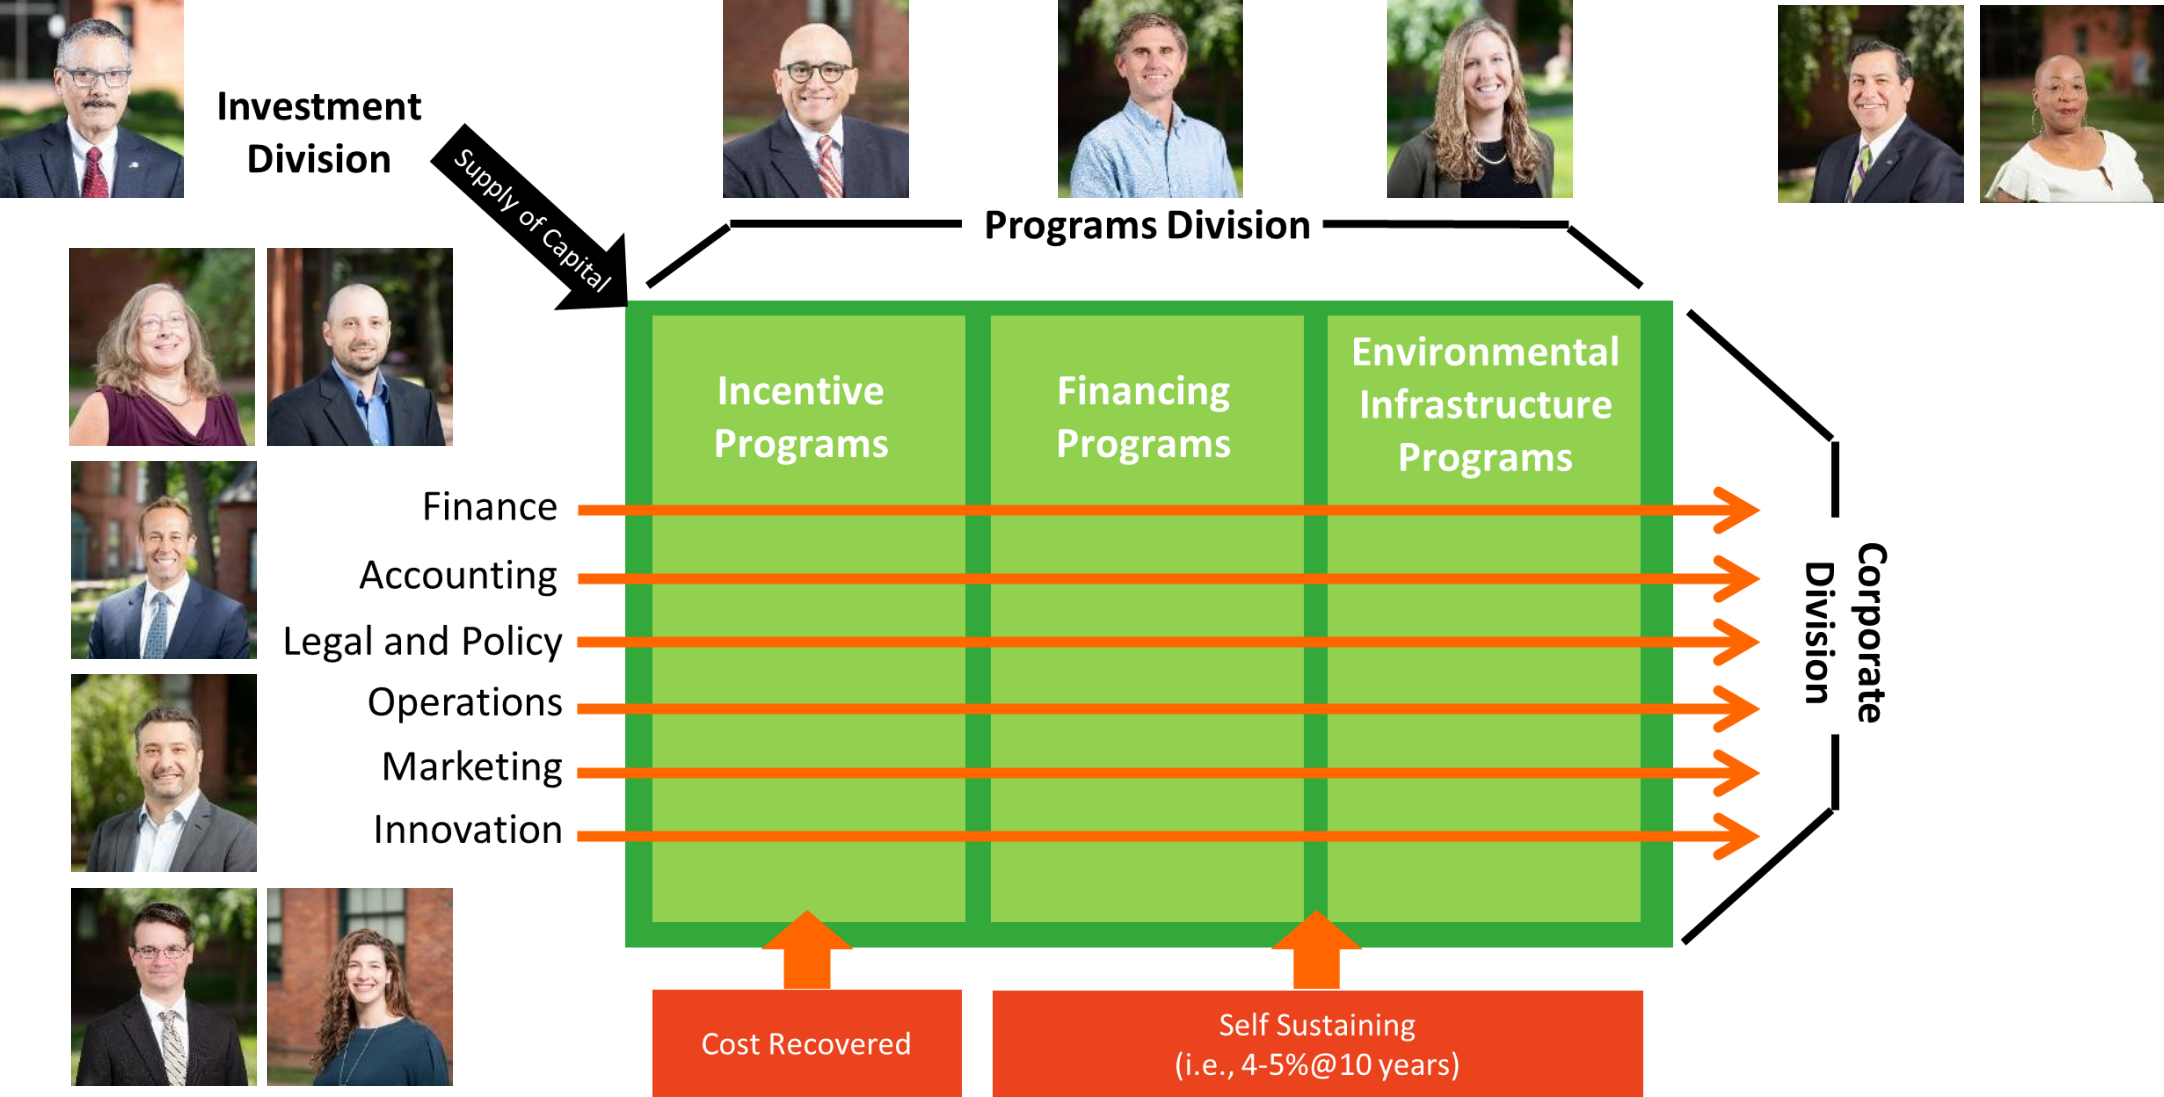 Investment
Division
Supply of Capital
Programs Division
Incentive
Programs
Financing
Programs
Environmental
Infrastructure
Programs
Finance
Accounting
Legal and Policy
Operations
Marketing
Innovation
Corporate
Division
Cost Recovered
Self Sustaining
(i.e., 4-5%@10 years)